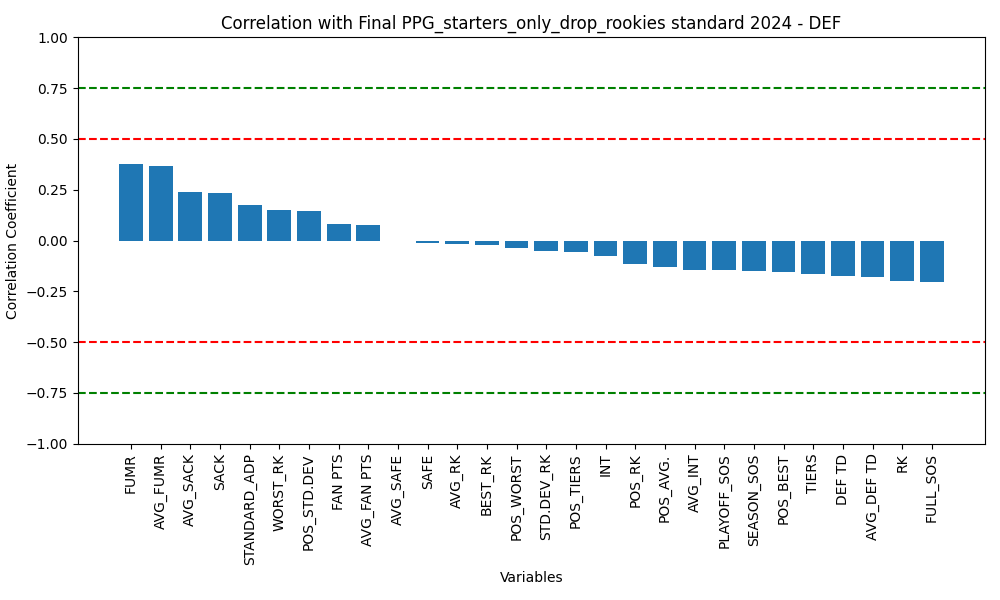 Correlation with Final PPG_starters_only_drop_rookies standard 2024 - DEF
1.00
0.75
0.50
0.25
0.00
−0.25
−0.50
−0.75
−1.00
Correlation Coefficient
FUMR
AVG_FUMR
AVG_SACK
SACK
STANDARD_ADP
WORST_RK
POS_STD.DEV
FAN PTS
AVG_FAN PTS
AVG_SAFE
SAFE
AVG_RK
BEST_RK
POS_WORST
STD.DEV_RK
POS_TIERS
INT
POS_RK
POS_AVG.
AVG_INT
PLAYOFF_SOS
SEASON_SOS
POS_BEST
TIERS
DEF TD
AVG_DEF TD
RK
FULL_SOS
Variables